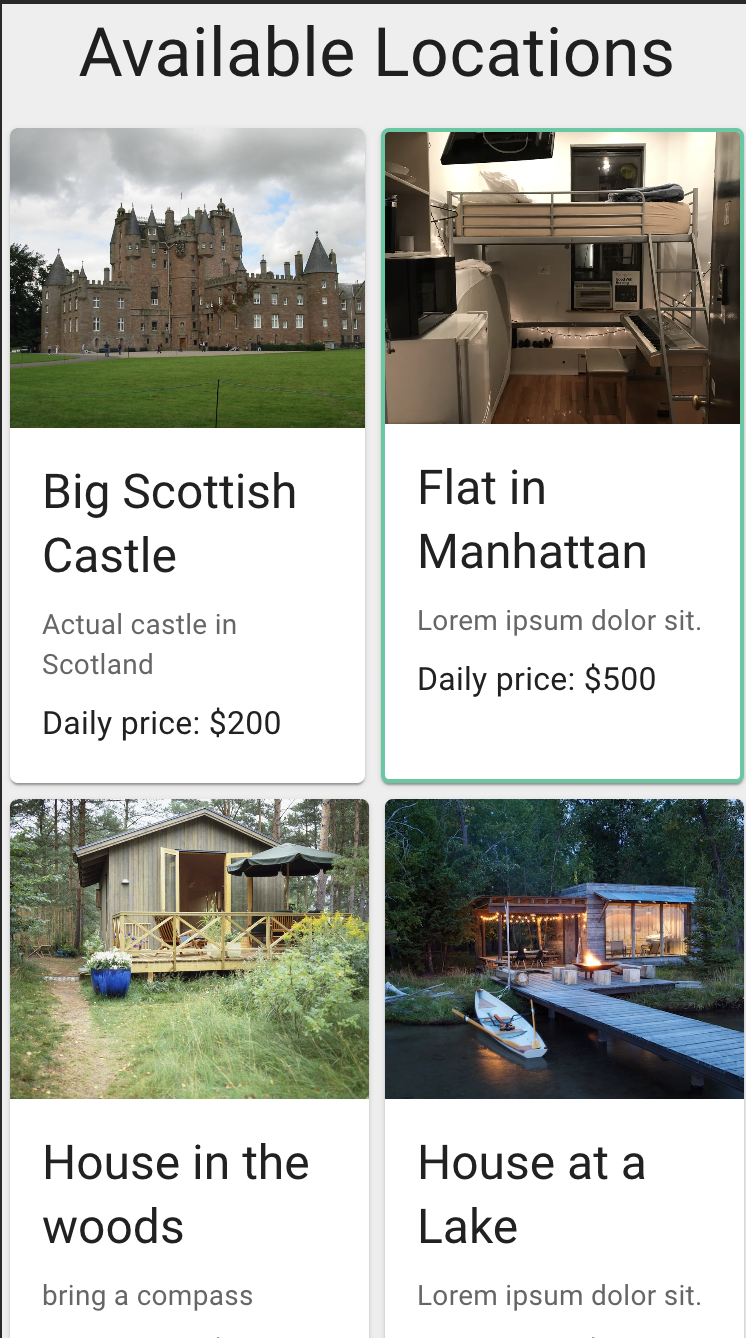 Available Locations
Big Scottish
Castle
Actual castle in
Scotland
Daily price: $200
Flat in
Manhattan
Lorem ipsum dolor sit.
Daily price: $500
House in the
woods
bring a compass
House at a
Lake
Lorem ipsum dolor sit.